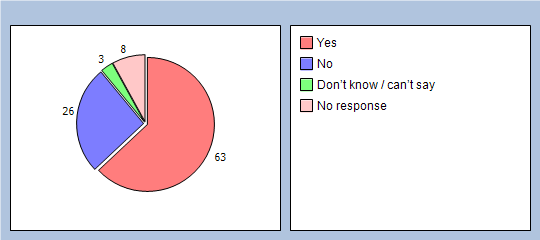 8
3
26
63
Yes
No
Don't know / can't say
No response